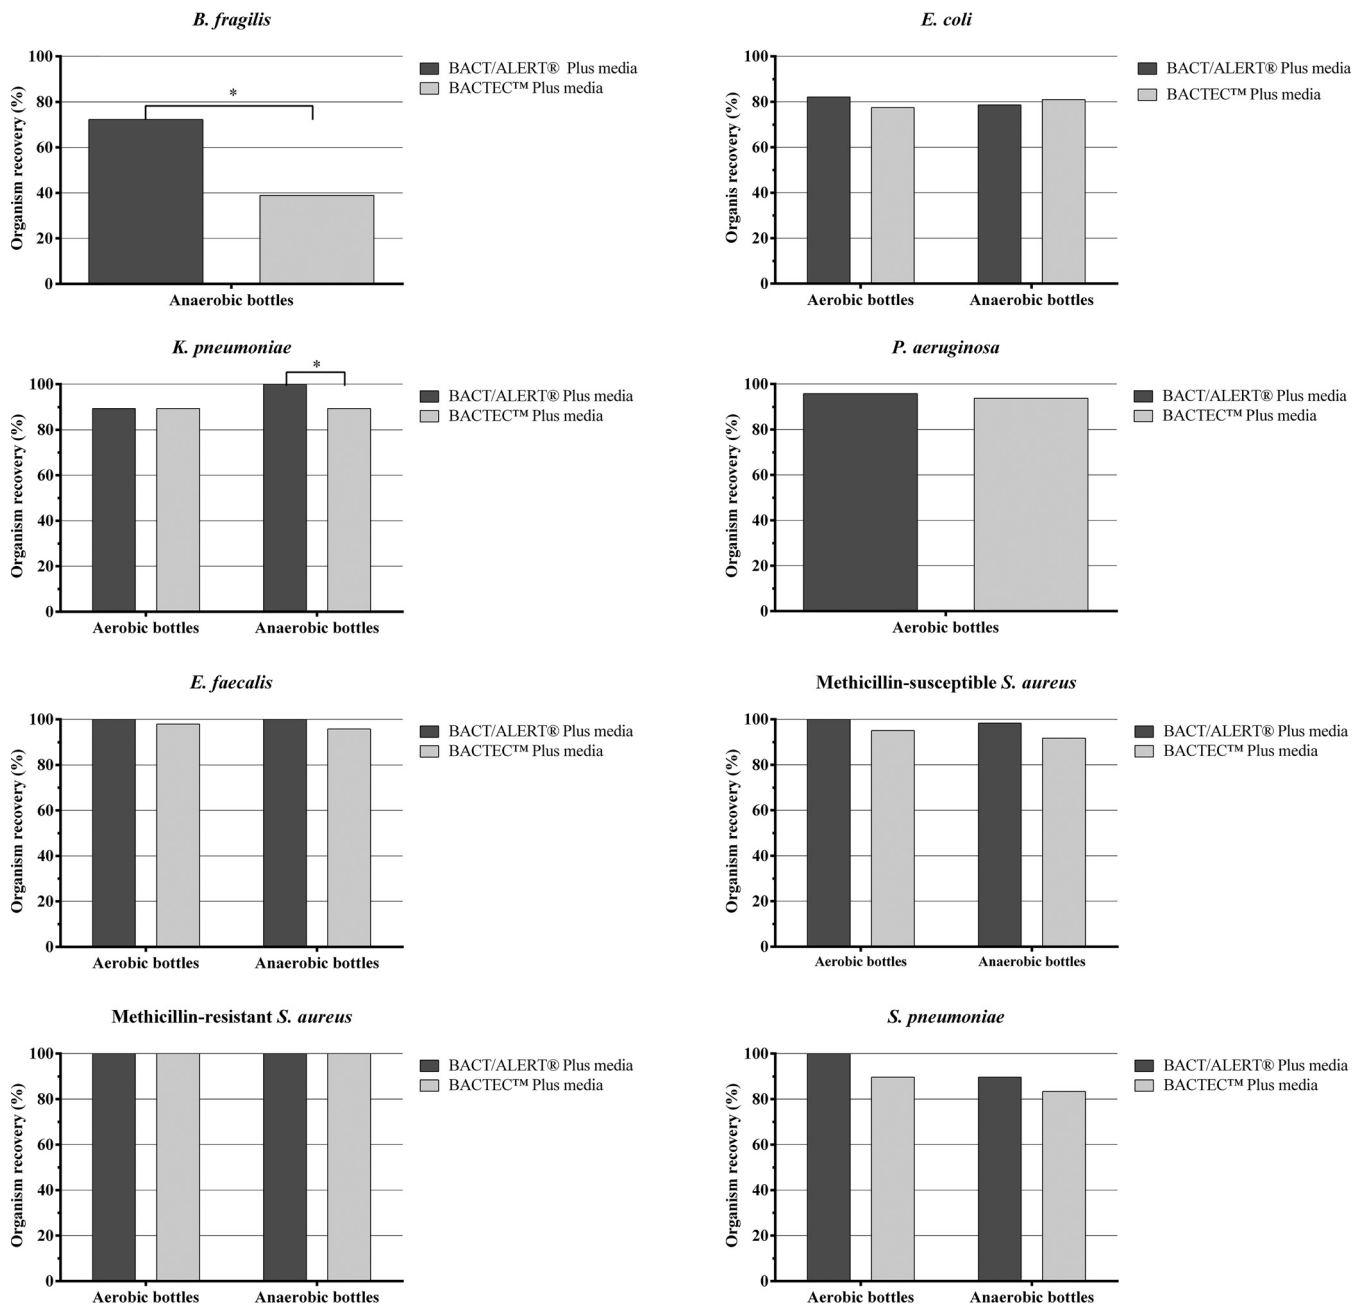 B. fragilis
100
80
60
40
20
0
Organism recovery (%)
*
Anaerobic bottles
BACT/ALERT® Plus media
BACTEC™ Plus media
E. coli
100
80
60
40
20
0
Organis recovery (%)
Aerobic bottles
Anaerobic bottles
BACT/ALERT® Plus media
BACTEC™ Plus media
K. pneumoniae
100
80
60
40
20
0
Organism recovery (%)
*
Aerobic bottles
Anaerobic bottles
BACT/ALERT® Plus media
BACTEC™ Plus media
P. aeruginosa
100
80
60
40
20
0
Organism recovery (%)
Aerobic bottles
BACT/ALERT® Plus media
BACTEC™ Plus media
E. faecalis
100
80
60
40
20
0
Organism recovery (%)
Aerobic bottles
Anaerobic bottles
BACT/ALERT® Plus media
BACTEC™ Plus media
Methicillin-susceptible S. aureus
100
80
60
40
20
0
Organism recovery (%)
Aerobic bottles
Anaerobic bottles
BACT/ALERT® Plus media
BACTEC™ Plus media
Methicillin-resistant S. aureus
100
80
60
40
20
0
Organism recovery (%)
Aerobic bottles
Anaerobic bottles
BACT/ALERT® Plus media
BACTEC™ Plus media
S. pneumoniae
100
80
60
40
20
0
Organism recovery (%)
Aerobic bottles
Anaerobic bottles
BACT/ALERT® Plus media
BACTEC™ Plus media